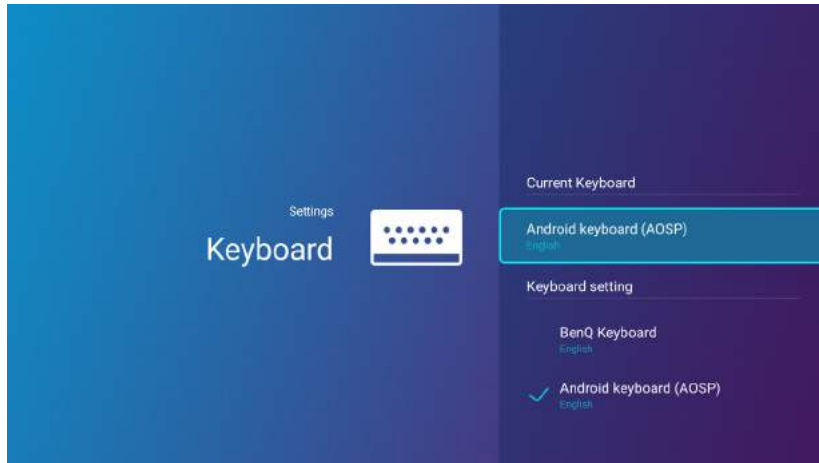 Settings
Keyboard
Current Keyboard
Android keyboard (AOSP)
English
Keyboard setting
BenQ Keyboard
English
Android keyboard (AOSP)
English